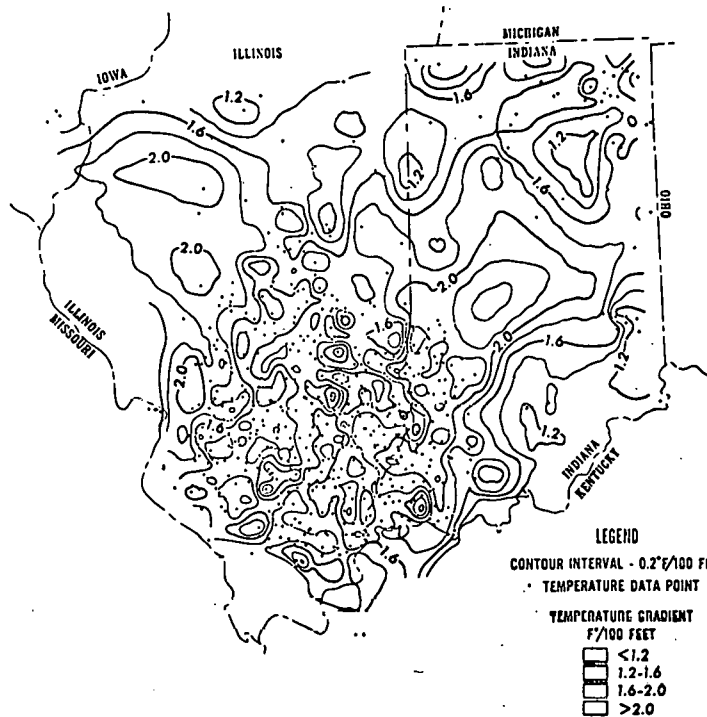 MICHIGAN
INDIANA
ILLINOIS
IOWA
1.2
1.6
1.6
2.0
1.2
1.2
1.6
OHIO
2.0
2.0
ILLINOIS
MISSOURI
1.6
2.0
1.6
1.2
2.0
1.6
1.2
INDIANA
KENTUCKY
1.6
LEGEND
CONTOUR INTERVAL - 0.2°F/100 FE
• TEMPERATURE DATA POINT
TEMPERATURE GRADIENT
F°/100 FEET
<1.2
1.2-1.6
1.6-2.0
>2.0